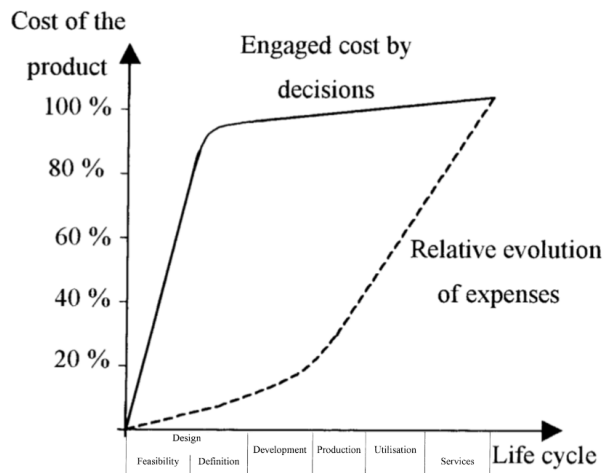 Cost of the
product
Engaged cost by
decisions
100 %
80 %
60 %
40 %
20 %
Relative evolution
of expenses
Design
Feasibility
Definition
Development
Production
Utilisation
Services
Life cycle